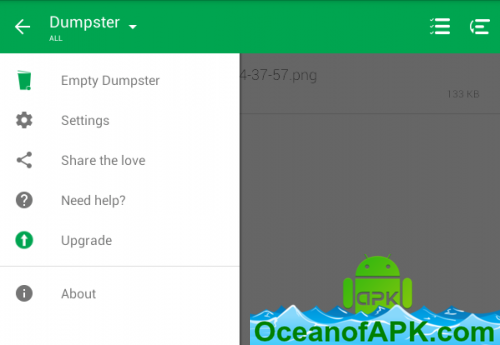 Dumpster
ALL
Empty Dumpster
Settings
Share the love
Need help?
Upgrade
About
4-37-57.png
133 KB
APK
OceanofAPK.com